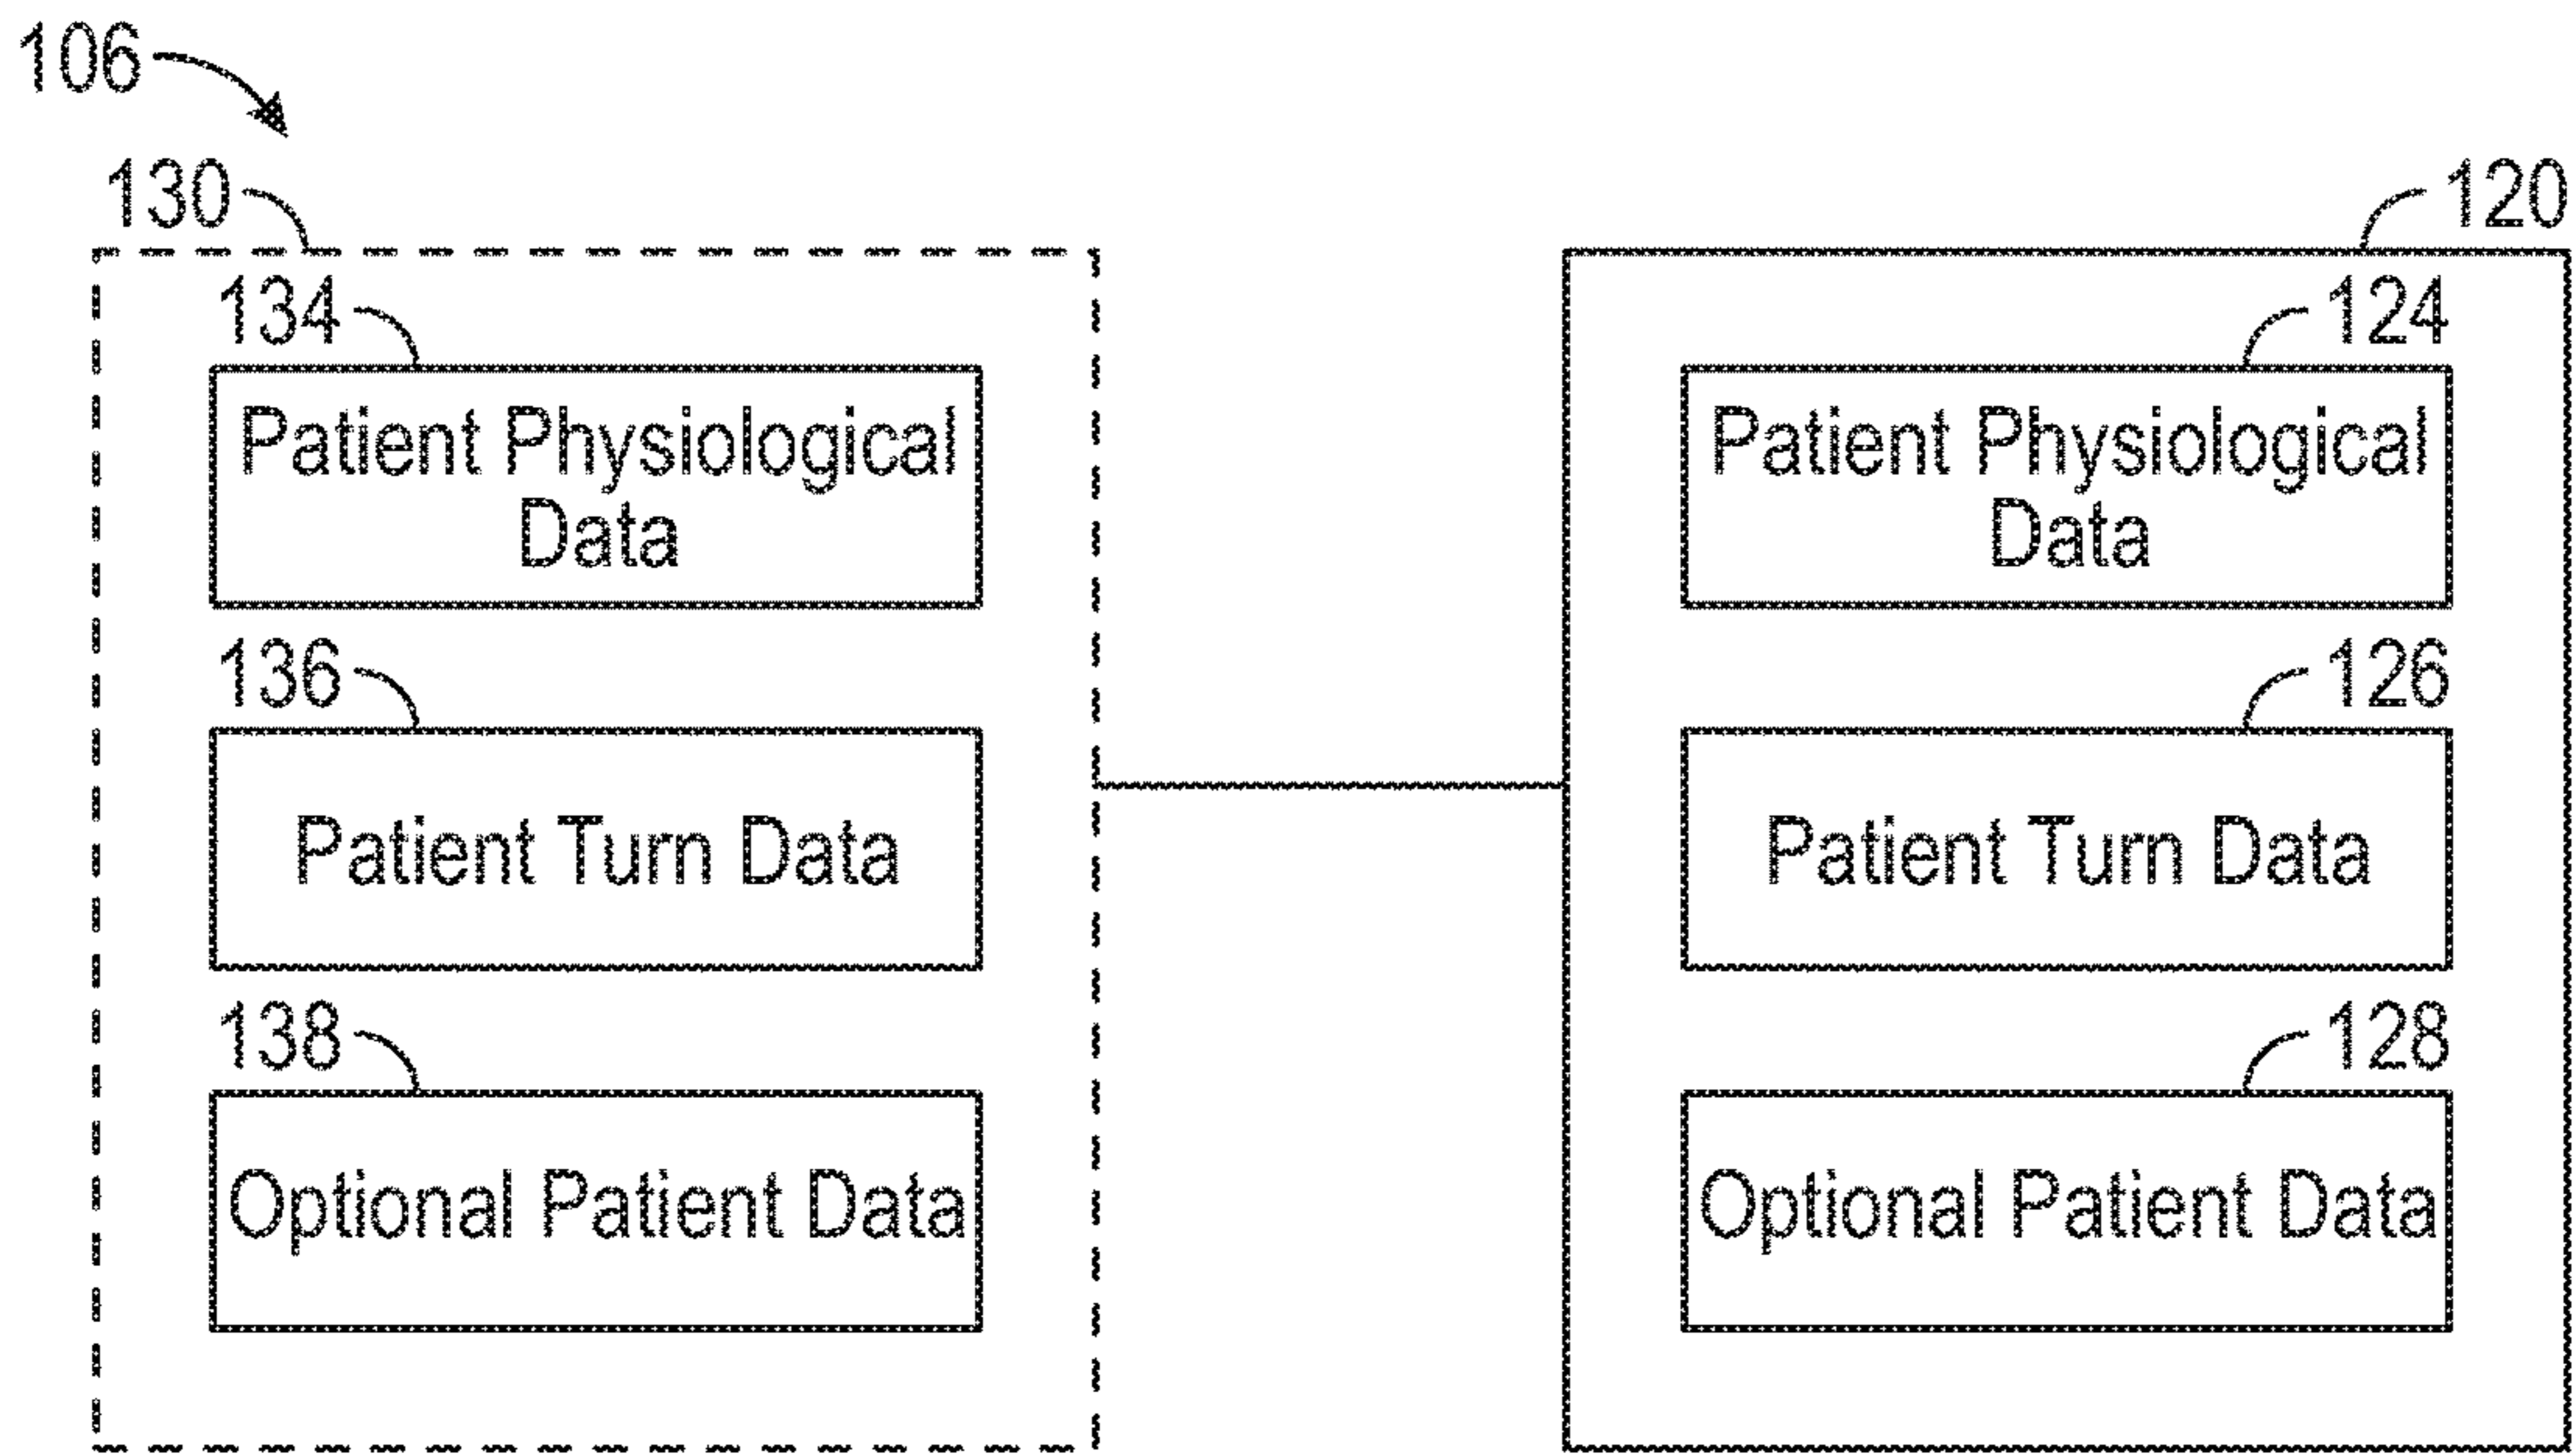 106
130
120
134
124
Patient Physiological
Data
Patient Physiological
Data
136
126
Patient Turn Data
Patient Turn Data
138
128
Optional Patient Data
Optional Patient Data